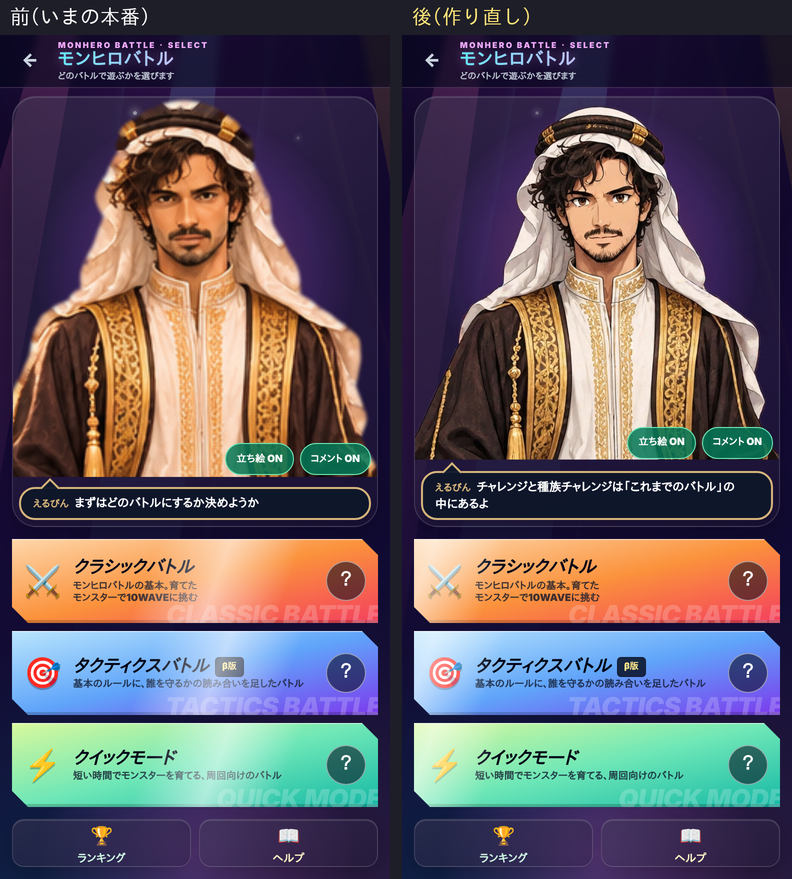 前(いまの本番)
MONHERO BATTLE · SELECT
モンヒロバトル
どのバトルで遊ぶかを選びます
立ち絵 ON
コメント ON
えるぴん まずはどのバトルにするか決めようか
クラシックバトル
モンヒロバトルの基本。育てた
モンスターで10WAVEに挑む
?
CLASSIC BATTLE
タクティクスバトル β版
基本のルールに、誰を守るかの読み合いを足したバトル
?
TACTICS BATTLE
クイックモード
短い時間でモンスターを育てる、周回向けのバトル
?
QUICK MODE
ランキング
ヘルプ
後(作り直し)
MONHERO BATTLE · SELECT
モンヒロバトル
どのバトルで遊ぶかを選びます
立ち絵 ON
コメント ON
えるぴん チャレンジと種族チャレンジは「これまでのバトル」の
中にあるよ
クラシックバトル
モンヒロバトルの基本。育てた
モンスターで10WAVEに挑む
?
CLASSIC BATTLE
タクティクスバトル β版
基本のルールに、誰を守るかの読み合いを足したバトル
?
TACTICS BATTLE
クイックモード
短い時間でモンスターを育てる、周回向けのバトル
?
QUICK MODE
ランキング
ヘルプ